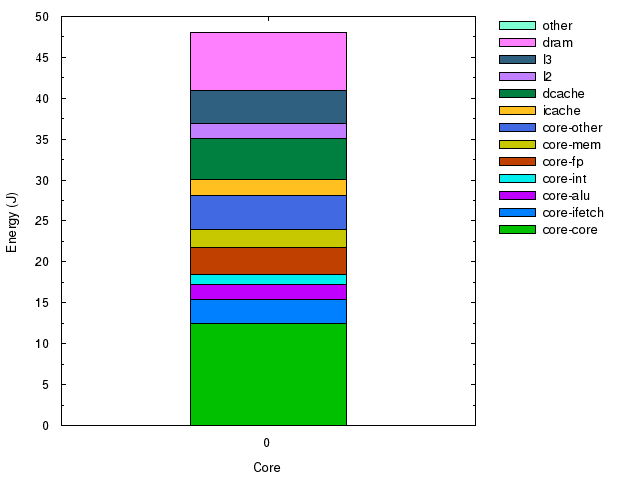 50
45
40
35
30
25
20
15
10
5
0
Energy (J)
0
Core
other
dram
l3
l2
dcache
icache
core-other
core-mem
core-fp
core-int
core-alu
core-ifetch
core-core